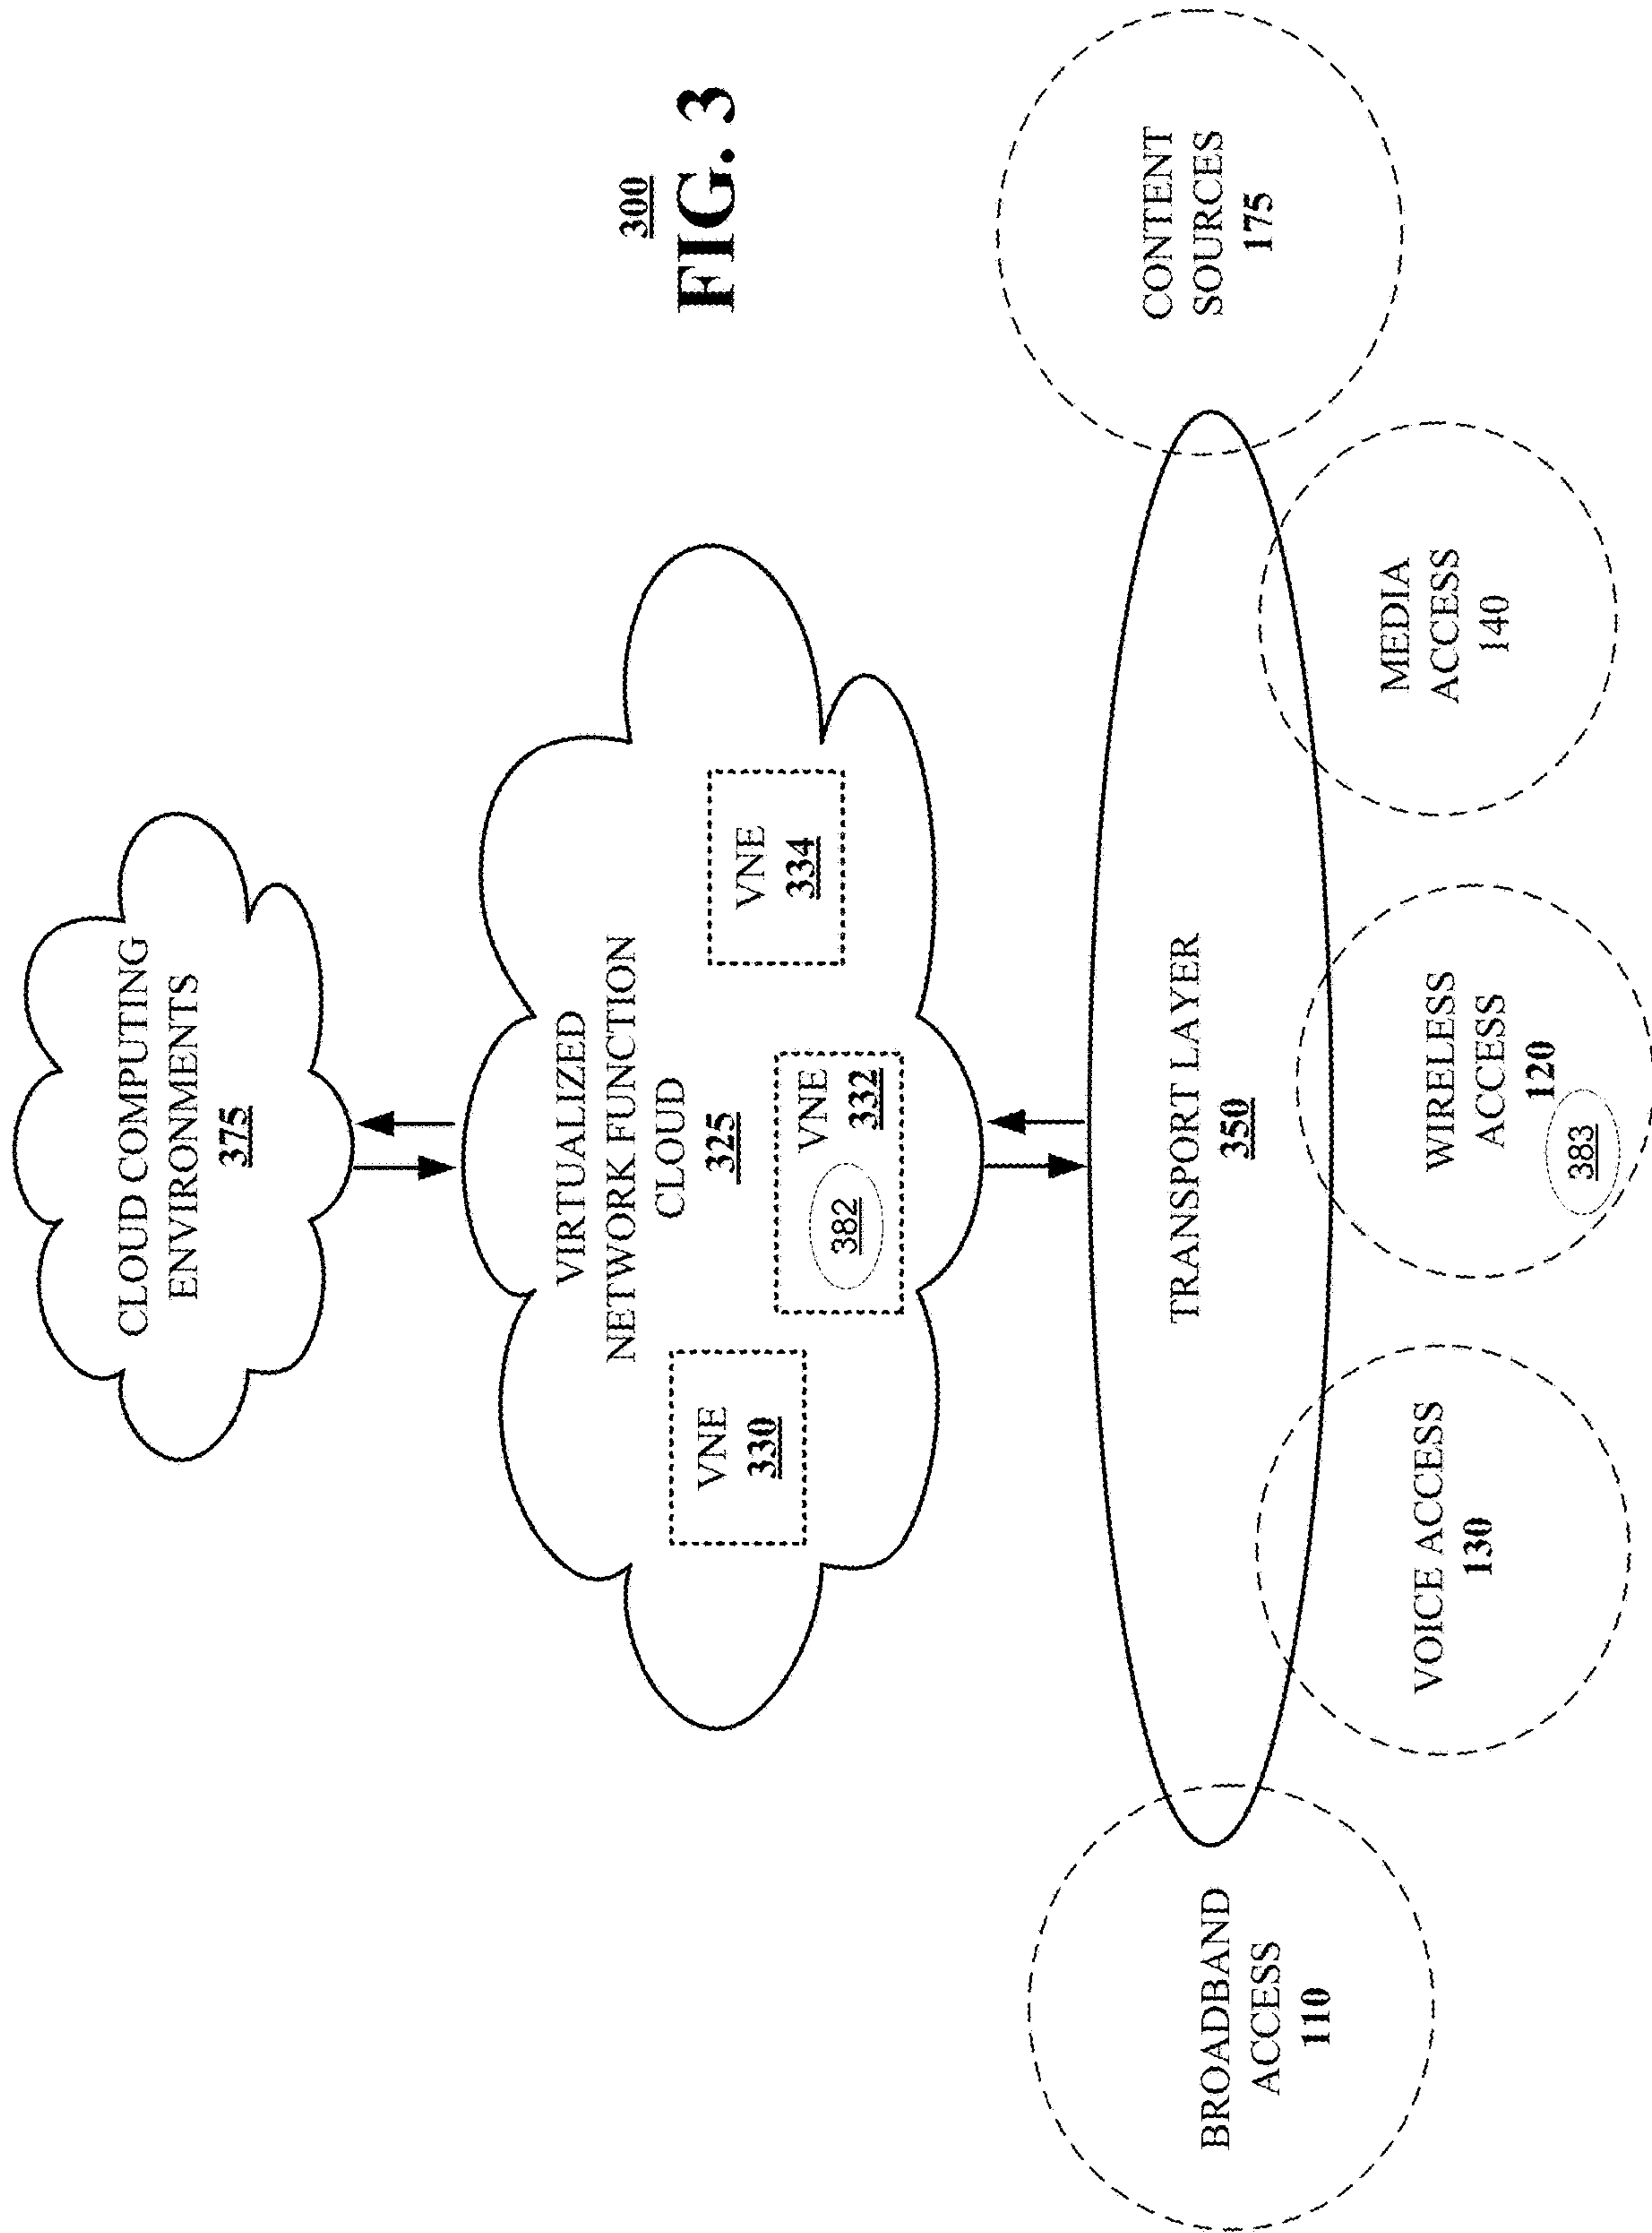 CLOUD COMPUTING
ENVIRONMENTS
375
VIRTUALIZED
NETWORK FUNCTION
CLOUD
325
VNE
330
VNE
332
382
VNE
334
300
FIG. 3
TRANSPORT LAYER
350
BROADBAND
ACCESS
110
VOICE ACCESS
130
WIRELESS
ACCESS
120
383
MEDIA
ACCESS
140
CONTENT
SOURCES
175